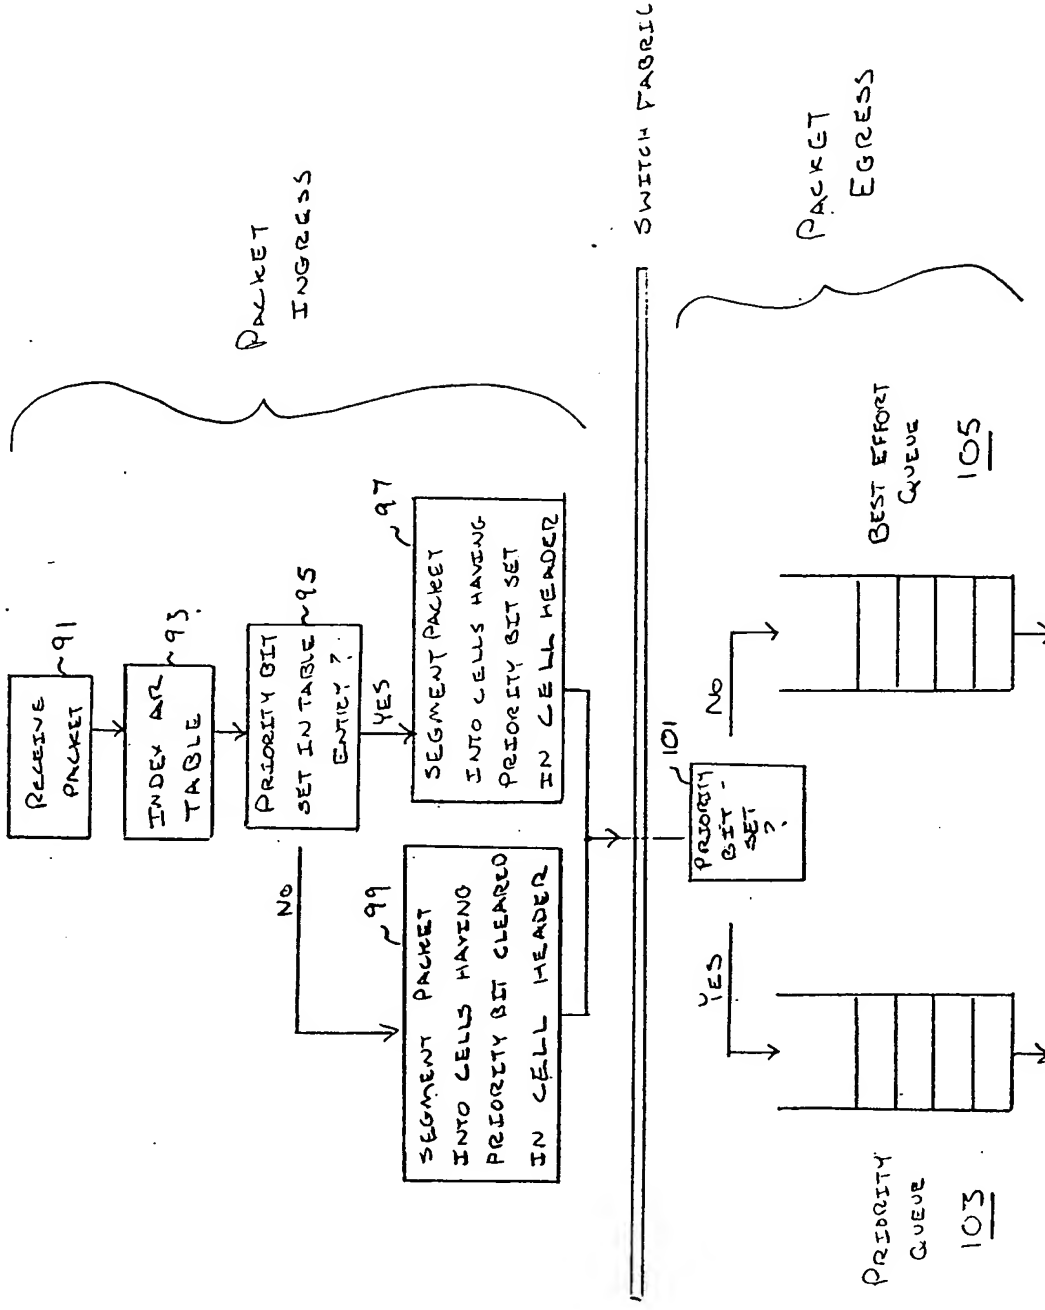 RECEIVE
PACKET
91
INDEX AR
TABLE
93
PRIORITY BIT
SET IN TABLE
ENTRY?
95
NO
YES
SEGMENT PACKET
INTO CELLS HAVING
PRIORITY BIT CLEARED
IN CELL HEADER
99
SEGMENT PACKET
INTO CELLS HAVING
PRIORITY BIT SET
IN CELL HEADER
97
PACKET
INGRESS
SWITCH FABRIC
PRIORITY
BIT -
SET
?
101
YES
NO
PRIORITY
QUEUE
103
BEST EFFORT
QUEUE
105
PACKET
EGRESS